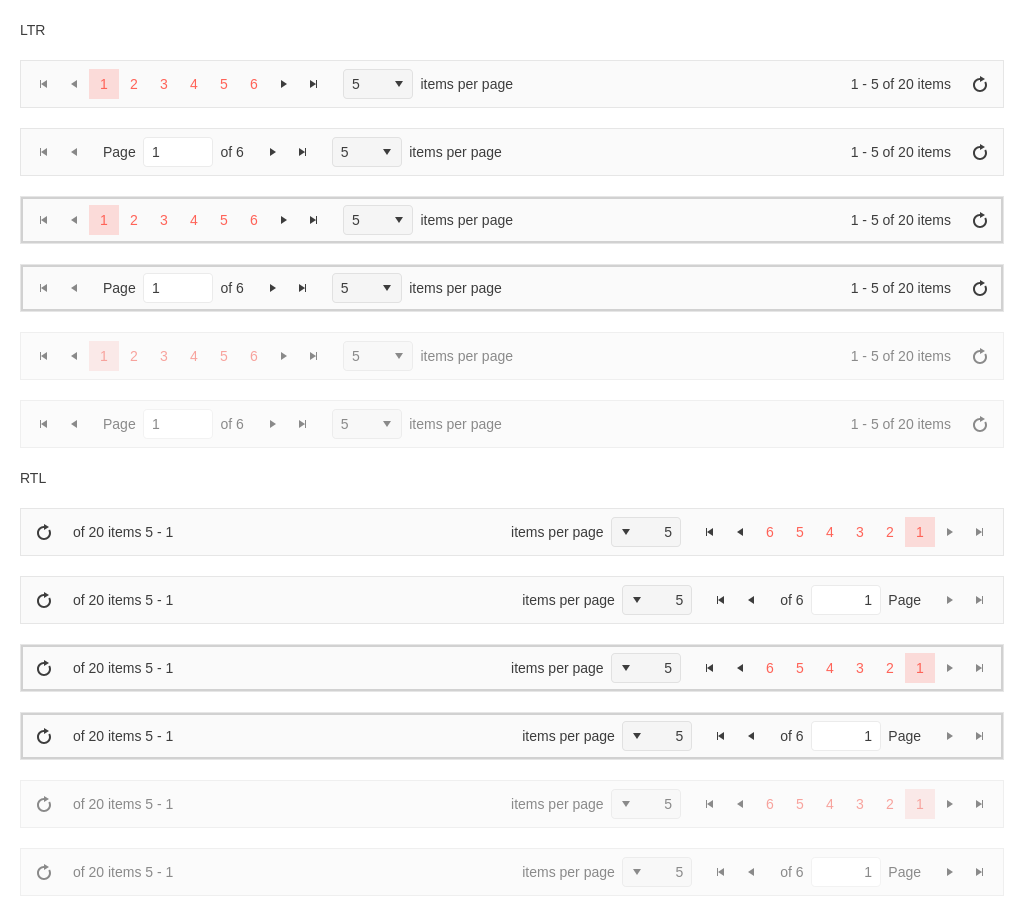 LTR
1 2 3 4 5 6 5 items per page 1 - 5 of 20 items
Page 1 of 6 5 items per page 1 - 5 of 20 items
1 2 3 4 5 6 5 items per page 1 - 5 of 20 items
Page 1 of 6 5 items per page 1 - 5 of 20 items
1 2 3 4 5 6 5 items per page 1 - 5 of 20 items
Page 1 of 6 5 items per page 1 - 5 of 20 items
RTL
of 20 items 5 - 1 items per page 5 6 5 4 3 2 1
of 20 items 5 - 1 items per page 5 of 6 1 Page
of 20 items 5 - 1 items per page 5 6 5 4 3 2 1
of 20 items 5 - 1 items per page 5 of 6 1 Page
of 20 items 5 - 1 items per page 5 6 5 4 3 2 1
of 20 items 5 - 1 items per page 5 of 6 1 Page